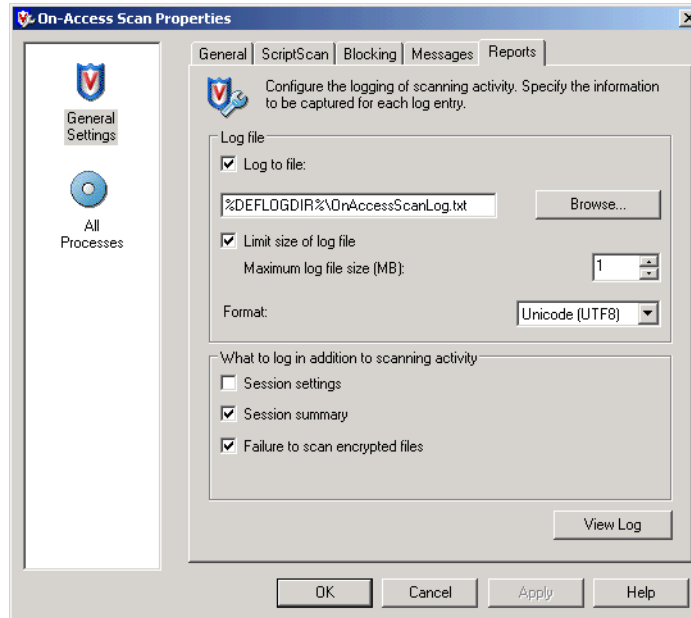 On-Access Scan Properties
General
Settings
All
Processes
General
ScriptScan
Blocking
Messages
Reports
Configure the logging of scanning activity. Specify the information
to be captured for each log entry.
Log file
Log to file:
%DEFLOGDIR%\OnAccessScanLog.txt
Browse...
Limit size of log file
Maximum log file size (MB):
1
Format:
Unicode (UTF8)
What to log in addition to scanning activity
Session settings
Session summary
Failure to scan encrypted files
View Log
OK
Cancel
Apply
Help